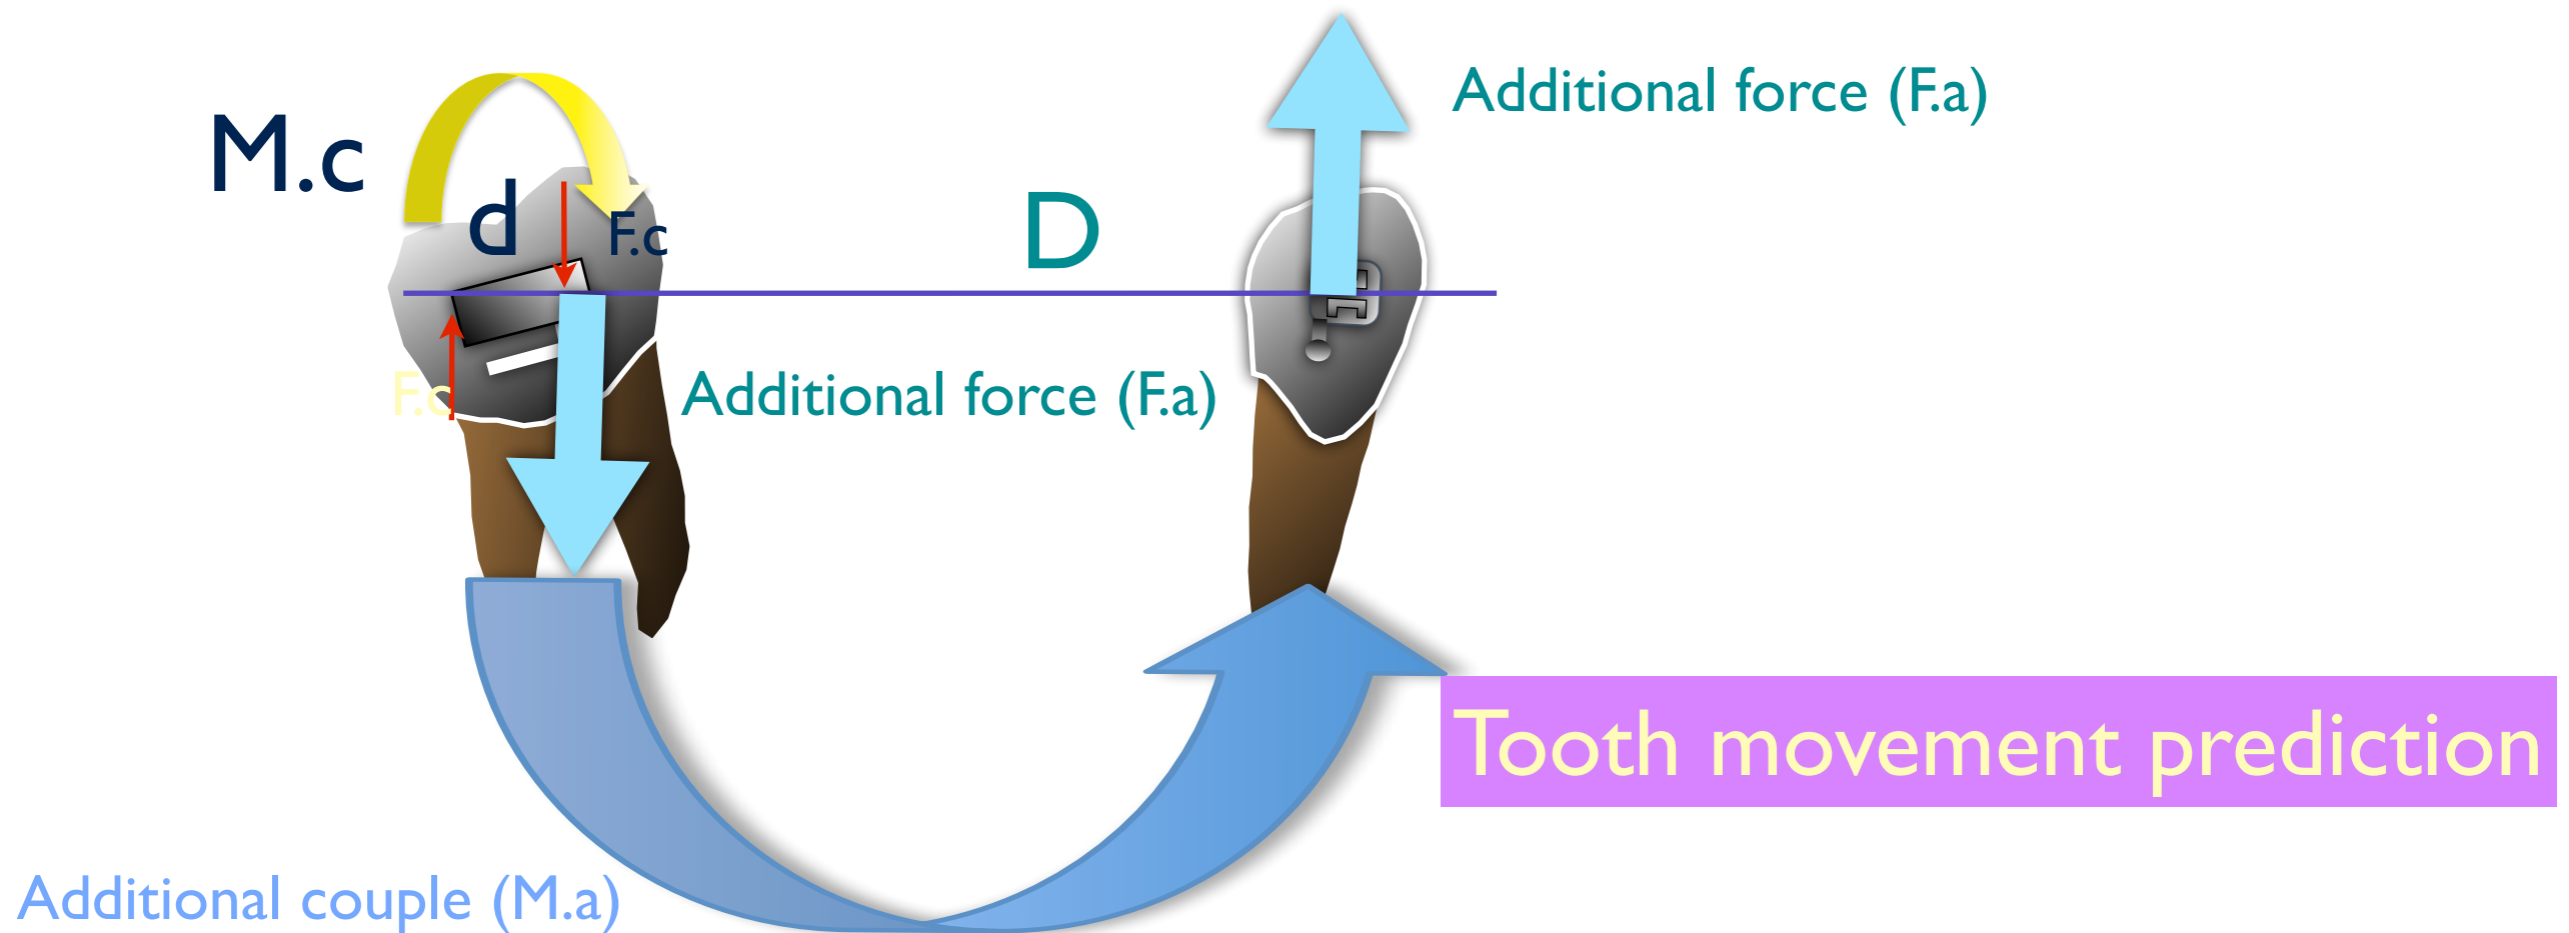 Additional force (F.a)
M.c
d
F.c
D
F.c
Additional force (F.a)
Tooth movement prediction
Additional couple (M.a)